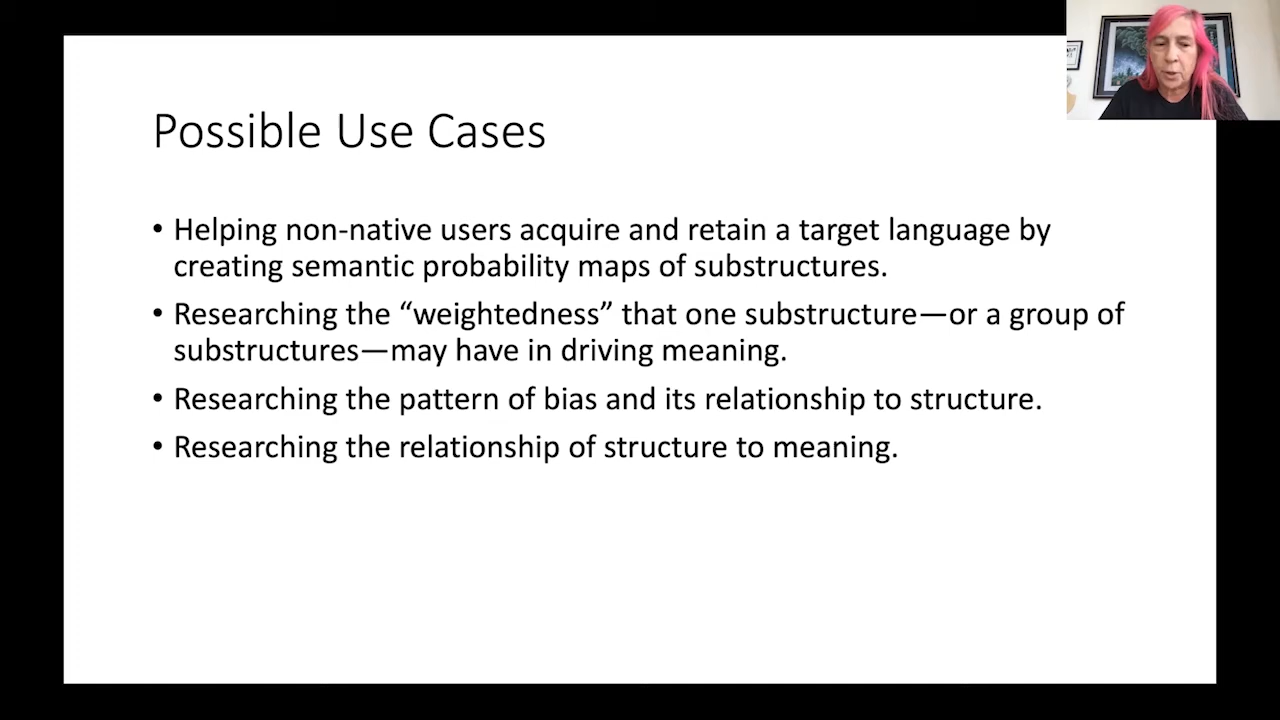 Possible Use Cases
• Helping non-native users acquire and retain a target language by
creating semantic probability maps of substructures.
• Researching the “weightedness” that one substructure—or a group of
substructures—may have in driving meaning.
• Researching the pattern of bias and its relationship to structure.
• Researching the relationship of structure to meaning.